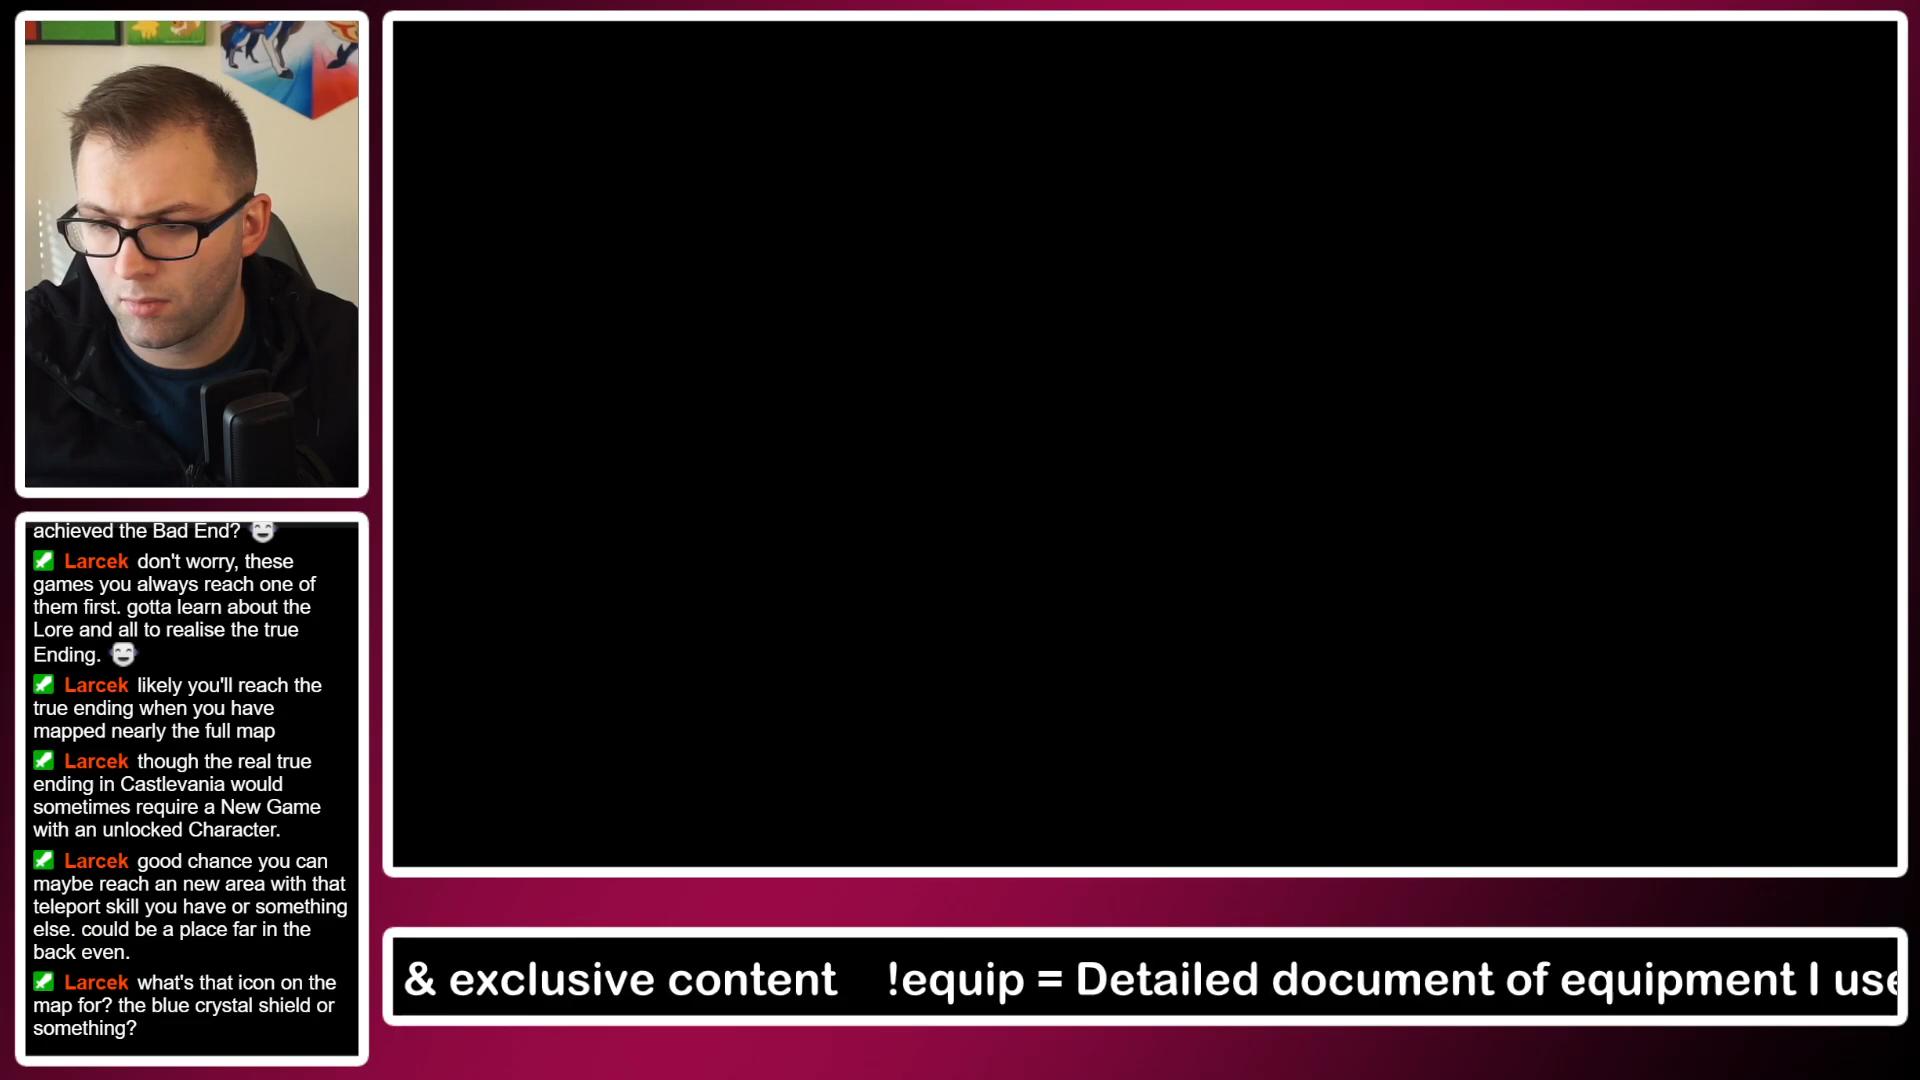 achieved the Bad End?
Larcek don't worry, these
games you always reach one of
them first. gotta learn about the
Lore and all to realise the true
Ending.
Larcek likely you'll reach the
true ending when you have
mapped nearly the full map
Larcek though the real true
ending in Castlevania would
sometimes require a New Game
with an unlocked Character.
Larcek good chance you can
maybe reach an new area with that
teleport skill you have or something
else. could be a place far in the
back even.
Larcek what's that icon on the
map for? the blue crystal shield or
something?
& exclusive content !equip = Detailed document of equipment I use